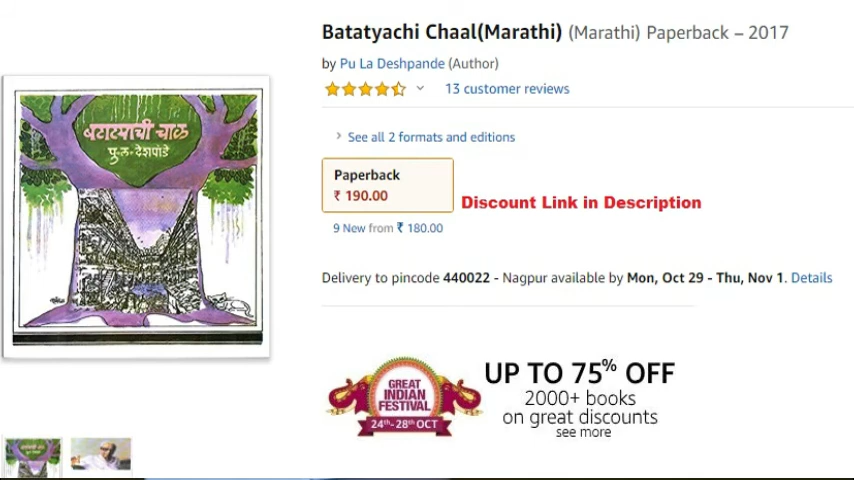 Batatyachi Chaal(Marathi) (Marathi) Paperback – 2017
by Pu La Deshpande (Author)
13 customer reviews
See all 2 formats and editions
बटाट्याची चाळ
पु.ल. देशपांडे
Paperback
₹ 190.00
Discount Link in Description
9 New from ₹ 180.00
Delivery to pincode 440022 - Nagpur available by Mon, Oct 29 - Thu, Nov 1. Details
GREAT
INDIAN
FESTIVAL
24th-28th OCT
UP TO 75% OFF
2000+ books
on great discounts
see more